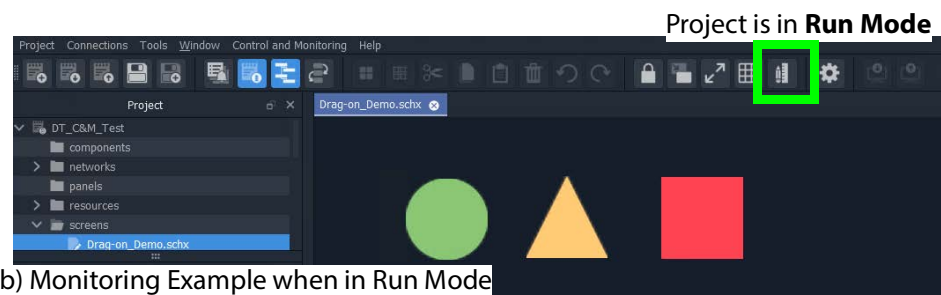 Project is in Run Mode
Project Connections Tools Window Control and Monitoring Help
Project
Drag-on_Demo.schx
DT_C&M_Test
components
networks
panels
resources
screens
Drag-on_Demo.schx
b) Monitoring Example when in Run Mode